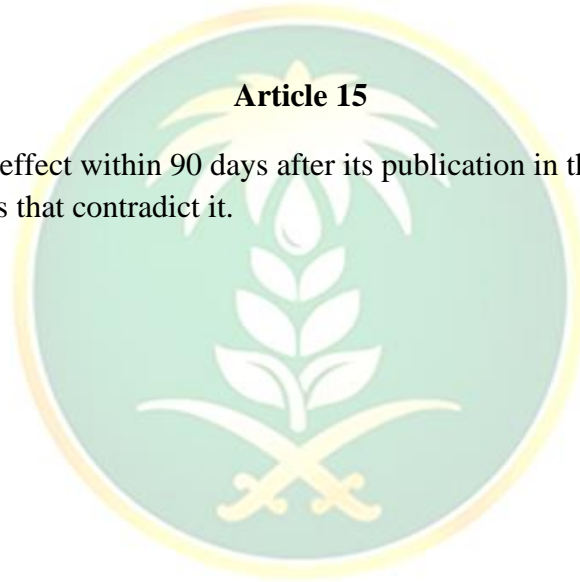 Article 15
effect within 90 days after its publication in th
s that contradict it.